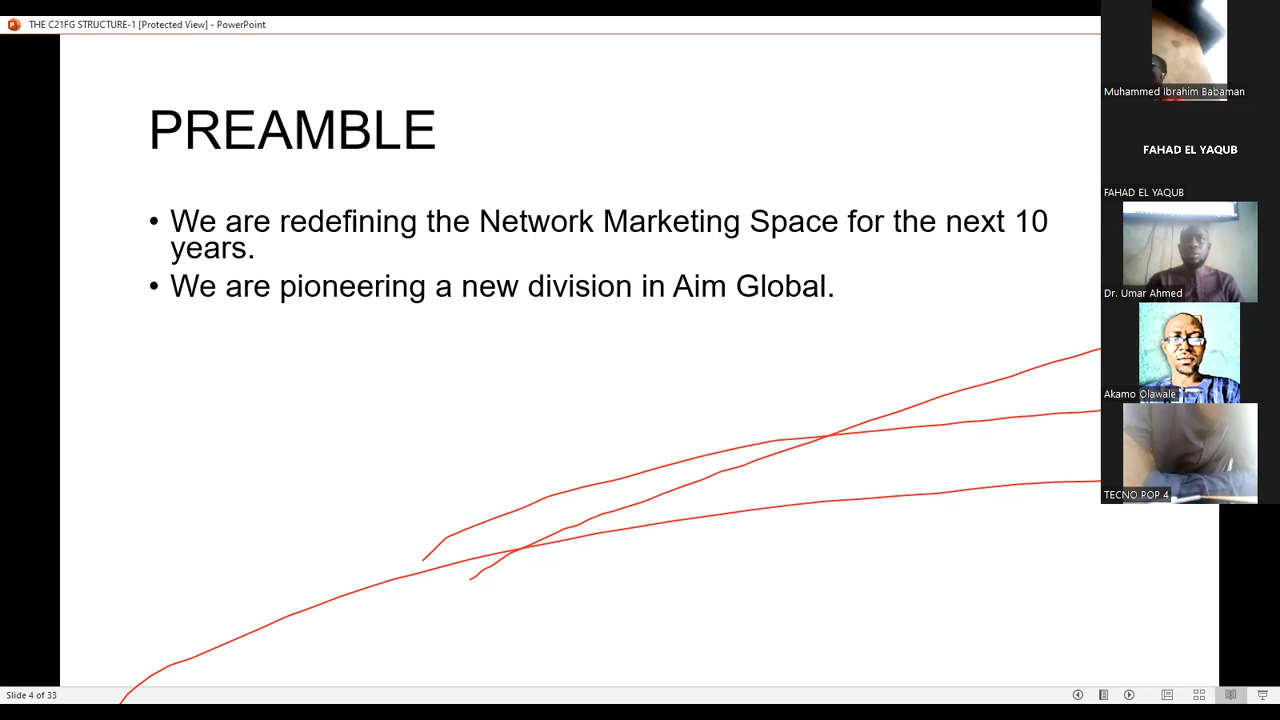 THE C21FG STRUCTURE-1 [Protected View] - PowerPoint
PREAMBLE
• We are redefining the Network Marketing Space for the next 10
years.
• We are pioneering a new division in Aim Global.
Muhammed Ibrahim Babaman
FAHAD EL YAQUB
FAHAD EL YAQUB
Dr. Umar Ahmed
Akamo Olawale
TECNO POP 4
Slide 4 of 33